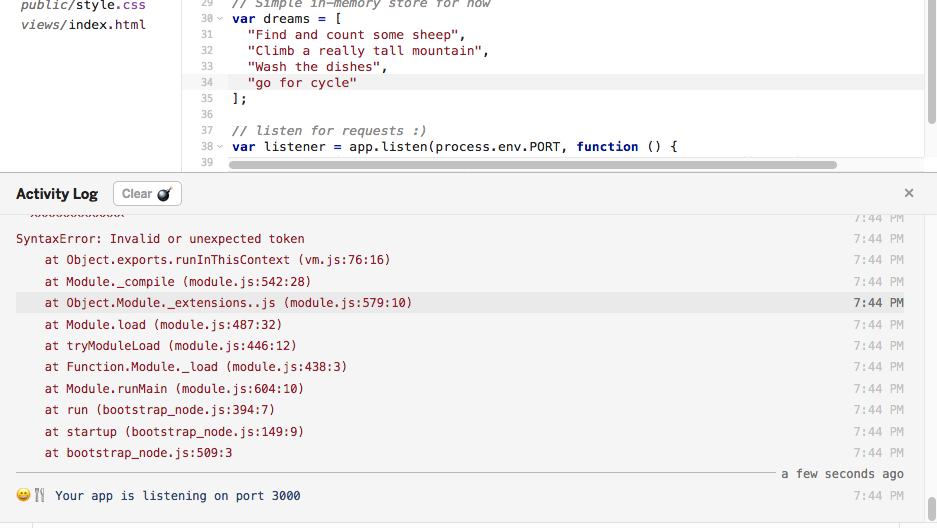 public/style.css
views/index.html
29 // Simple in-memory store for now
30 var dreams = [
31 "Find and count some sheep",
32 "Climb a really tall mountain",
33 "Wash the dishes",
34 "go for cycle"
35 ];
36
37 // listen for requests :)
38 var listener = app.listen(process.env.PORT, function () {
39
Activity Log Clear ×
7:44 PM
SyntaxError: Invalid or unexpected token 7:44 PM
at Object.exports.runInThisContext (vm.js:76:16) 7:44 PM
at Module._compile (module.js:542:28) 7:44 PM
at Object.Module._extensions..js (module.js:579:10) 7:44 PM
at Module.load (module.js:487:32) 7:44 PM
at tryModuleLoad (module.js:446:12) 7:44 PM
at Function.Module._load (module.js:438:3) 7:44 PM
at Module.runMain (module.js:604:10) 7:44 PM
at run (bootstrap_node.js:394:7) 7:44 PM
at startup (bootstrap_node.js:149:9) 7:44 PM
at bootstrap_node.js:509:3 7:44 PM
a few seconds ago
Your app is listening on port 3000 7:44 PM